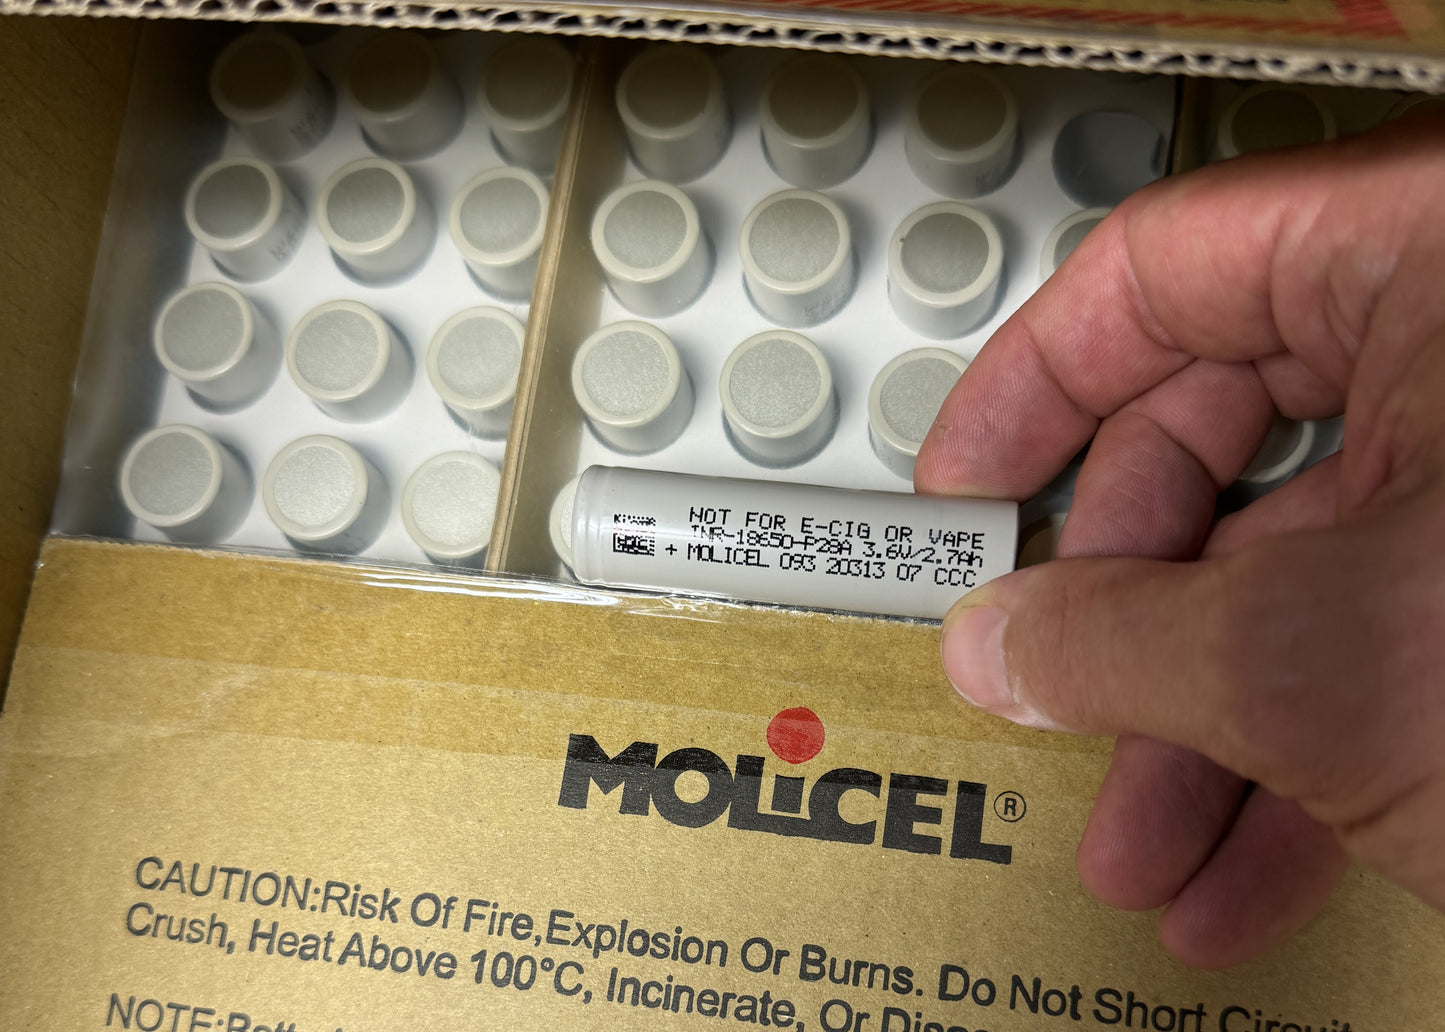 NOT FOR E-CIG OR VAPE
INR-18650-P28A 3.6V/2.7Ah
+ MOLICEL 093 20313 07 CCC
MOLiCEL®
CAUTION:Risk Of Fire,Explosion Or Burns. Do Not Short
Crush, Heat Above 100°C, Incinerate, Or
NOTE: